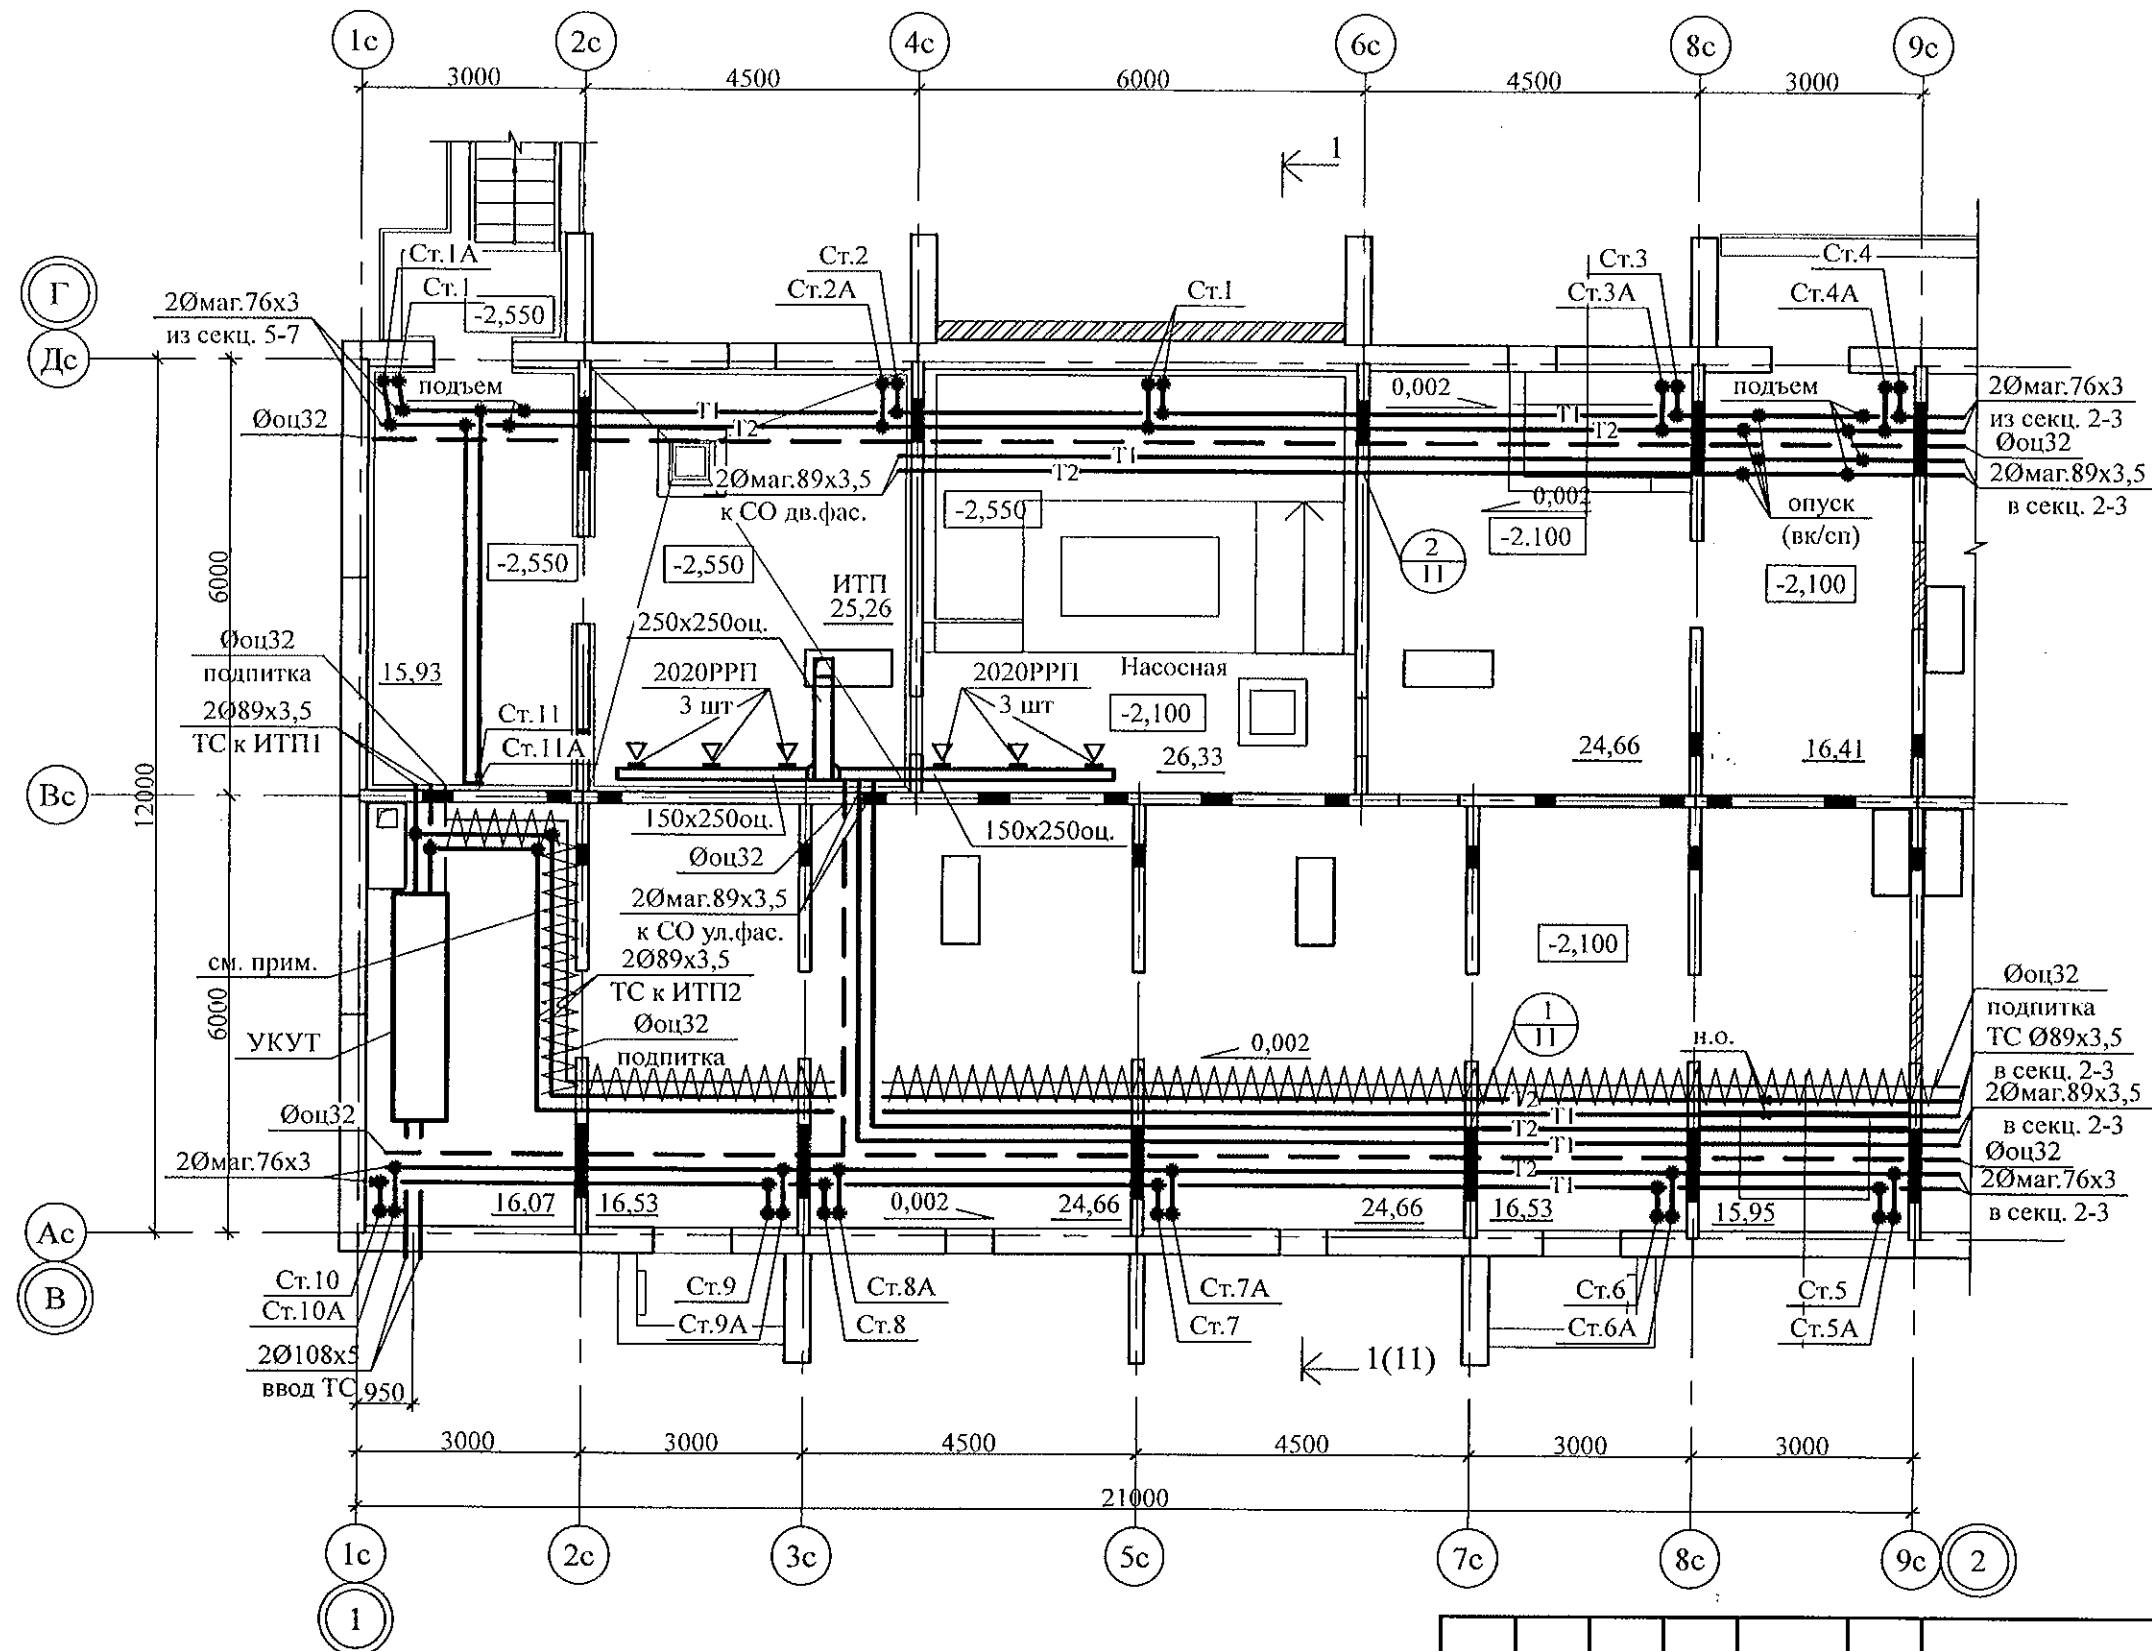 1с 2с 4с 6с 8с 9с
3000 4500 6000 4500 3000
1
Ст.1А
Ст.1
-2,550
Ст.2
Ст.2А
Ст.I
Ст.3
Ст.3А
Ст.4
Ст.4А
Г
Дс
2Øмаг.76х3
из секц. 5-7
Øоц32
подъем
Т1
Т2
0,002
Т1
Т2
подъем
2Øмаг.76х3
из секц. 2-3
Øоц32
2Øмаг.89х3,5
в секц. 2-3
Т1
Т2
2Øмаг.89х3,5
к СО дв.фас.
-2,550
0,002
-2.100
опуск
(вк/сп)
-2,100
2
11
-2,550
-2,550
ИТП
25,26
250х250оц.
6000
12000
Øоц32
подпитка
15,93
2020РРП
3 шт
2020РРП
3 шт
Насосная
-2,100
26,33
24,66
16,41
2Ø89х3,5
ТС к ИТП1
Ст.11
Ст.11А
Вс
150х250оц.
150х250оц.
Øоц32
2Øмаг.89х3,5
к СО ул.фас.
см. прим.
2Ø89х3,5
ТС к ИТП2
Øоц32
подпитка
6000
УКУТ
-2,100
1
11
0,002
н.о.
Øоц32
подпитка
ТС Ø89х3,5
в секц. 2-3
2Øмаг.89х3,5
в секц. 2-3
Øоц32
2Øмаг.76х3
в секц. 2-3
Т2
Т1
Т2
Т1
Т2
Т1
Øоц32
2Øмаг.76х3
16,07
16,53
0,002
24,66
24,66
16,53
15,95
Ас
В
Ст.10
Ст.10А
2Ø108х5
ввод ТС
950
Ст.9
Ст.9А
Ст.8А
Ст.8
Ст.7А
Ст.7
1(11)
Ст.6
Ст.6А
Ст.5
Ст.5А
3000 3000 4500 4500 3000 3000
21000
1с 2с 3с 5с 7с 8с 9с 2
1